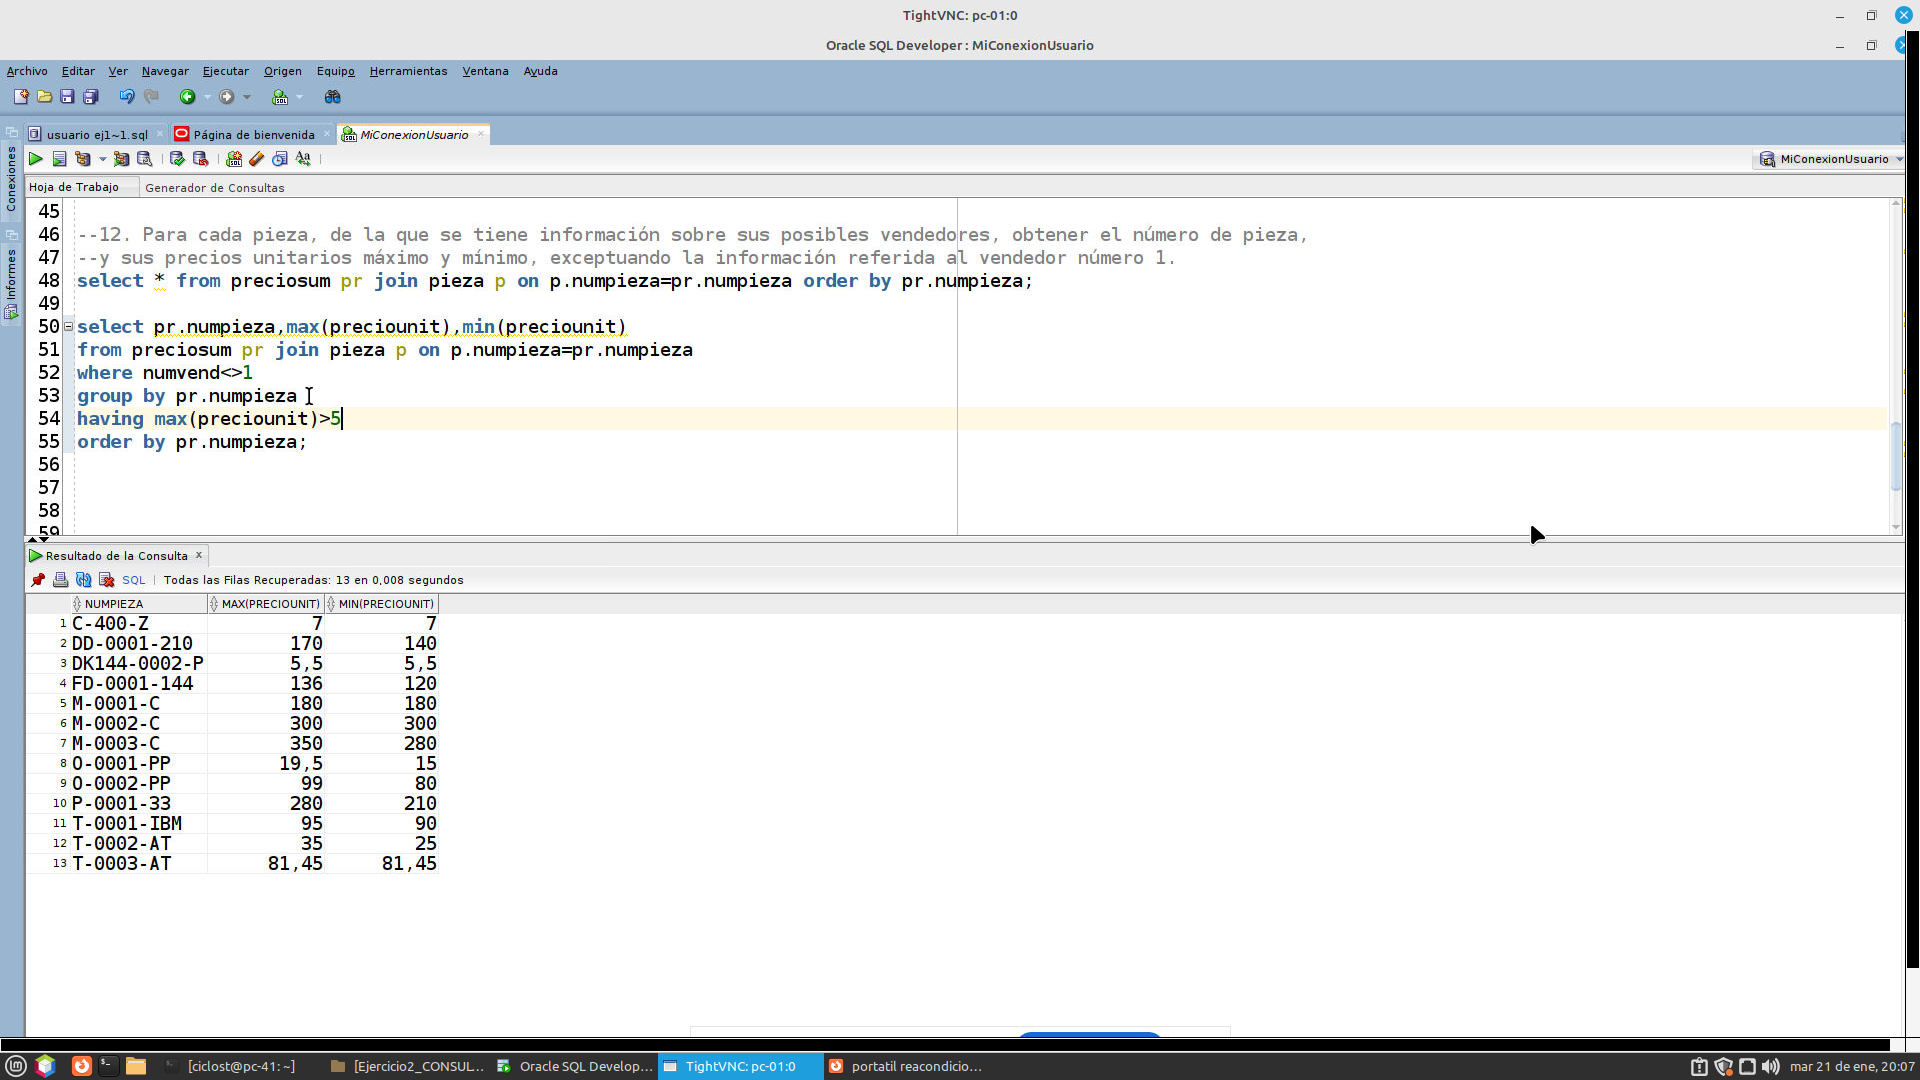 TightVNC: pc-01:0
Oracle SQL Developer : MiConexionUsuario
Archivo Editar Ver Navegar Ejecutar Origen Equipo Herramientas Ventana Ayuda
usuario ej1~1.sql Página de bienvenida MiConexionUsuario
MiConexionUsuario
Conexiones
Informes
Hoja de Trabajo Generador de Consultas
45
46 --12. Para cada pieza, de la que se tiene información sobre sus posibles vendedores, obtener el número de pieza,
47 --y sus precios unitarios máximo y mínimo, exceptuando la información referida al vendedor número 1.
48 select * from preciosum pr join pieza p on p.numpieza=pr.numpieza order by pr.numpieza;
49
50 select pr.numpieza,max(preciounit),min(preciounit)
51 from preciosum pr join pieza p on p.numpieza=pr.numpieza
52 where numvend<>1
53 group by pr.numpieza
54 having max(preciounit)>5
55 order by pr.numpieza;
56
57
58
59
Resultado de la Consulta
SQL | Todas las Filas Recuperadas: 13 en 0,008 segundos
NUMPIEZA MAX(PRECIOUNIT) MIN(PRECIOUNIT)
1 C-400-Z 7 7
2 DD-0001-210 170 140
3 DK144-0002-P 5,5 5,5
4 FD-0001-144 136 120
5 M-0001-C 180 180
6 M-0002-C 300 300
7 M-0003-C 350 280
8 O-0001-PP 19,5 15
9 O-0002-PP 99 80
10 P-0001-33 280 210
11 T-0001-IBM 95 90
12 T-0002-AT 35 25
13 T-0003-AT 81,45 81,45
[ciclost@pc-41: ~] [Ejercicio2_CONSUL... Oracle SQL Develop... TightVNC: pc-01:0 portatil reacondicio... mar 21 de ene, 20:07